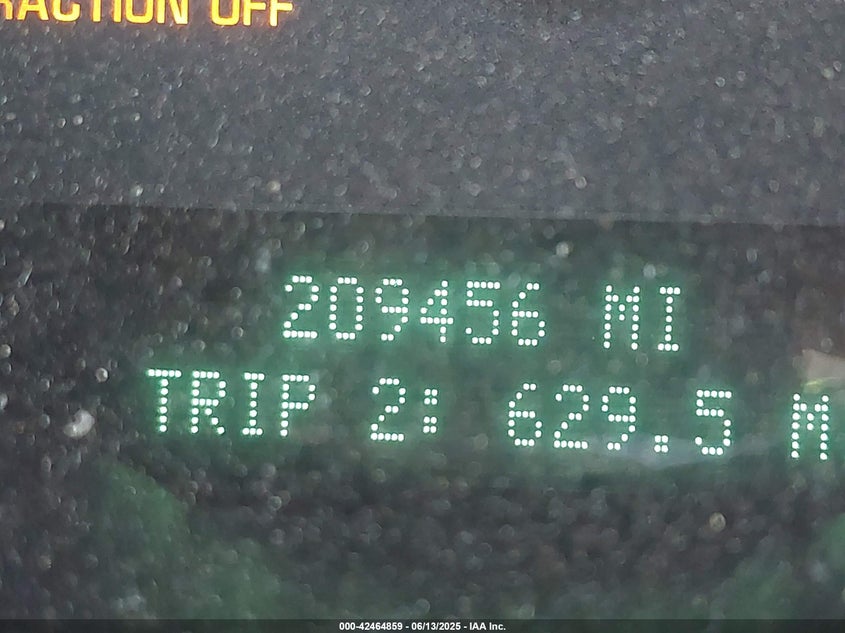 RACTION OFF
209456 MI
TRIP 2: 629.5 M
000-42464859 - 06/13/2025 - IAA Inc.